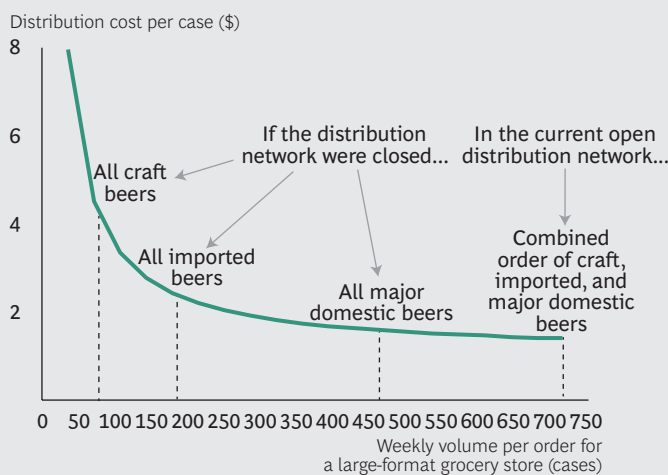 Distribution cost per case ($)
8
6
4
2
If the distribution
network were closed...
In the current open
distribution network...
All craft
beers
All imported
beers
All major
domestic beers
Combined
order of craft,
imported, and
major domestic
beers
0 50 100 150 200 250 300 350 400 450 500 550 600 650 700 750
Weekly volume per order for
a large-format grocery store (cases)